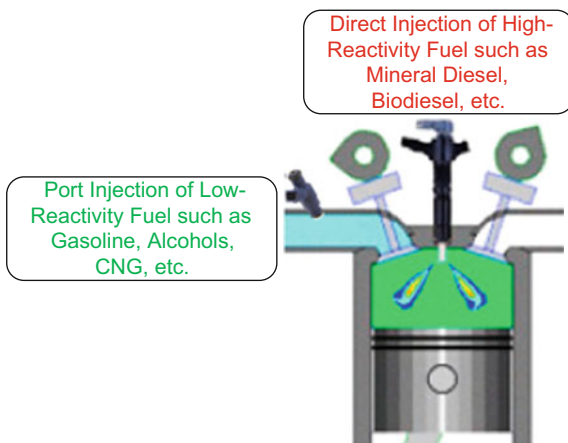 Direct Injection of High-
Reactivity Fuel such as
Mineral Diesel,
Biodiesel, etc.
Port Injection of Low-
Reactivity Fuel such as
Gasoline, Alcohols,
CNG, etc.